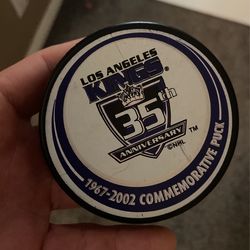 LOS ANGELES
KINGS
35th
ANNIVERSARY
TM
©NHL
1967-2002 COMMEMORATIVE PUCK